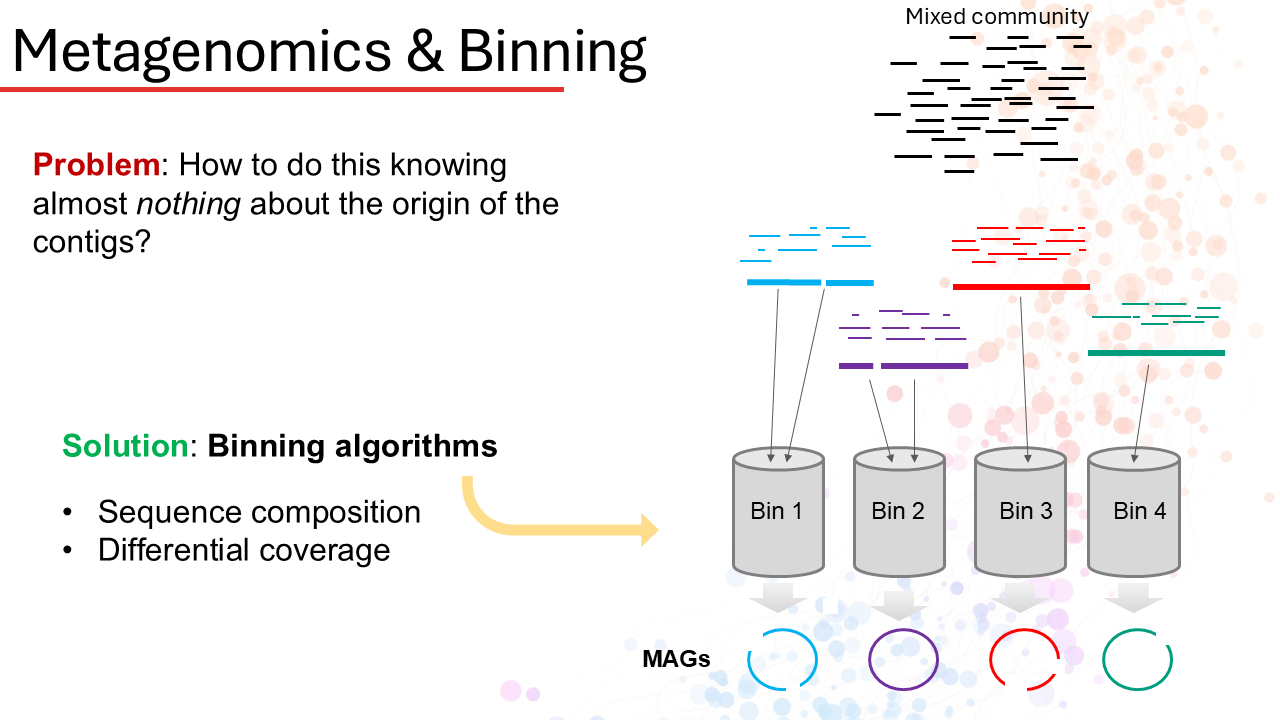 Metagenomics & Binning
Mixed community
Problem: How to do this knowing
almost nothing about the origin of the
contigs?
Solution: Binning algorithms
• Sequence composition
• Differential coverage
Bin 1
Bin 2
Bin 3
Bin 4
MAGs